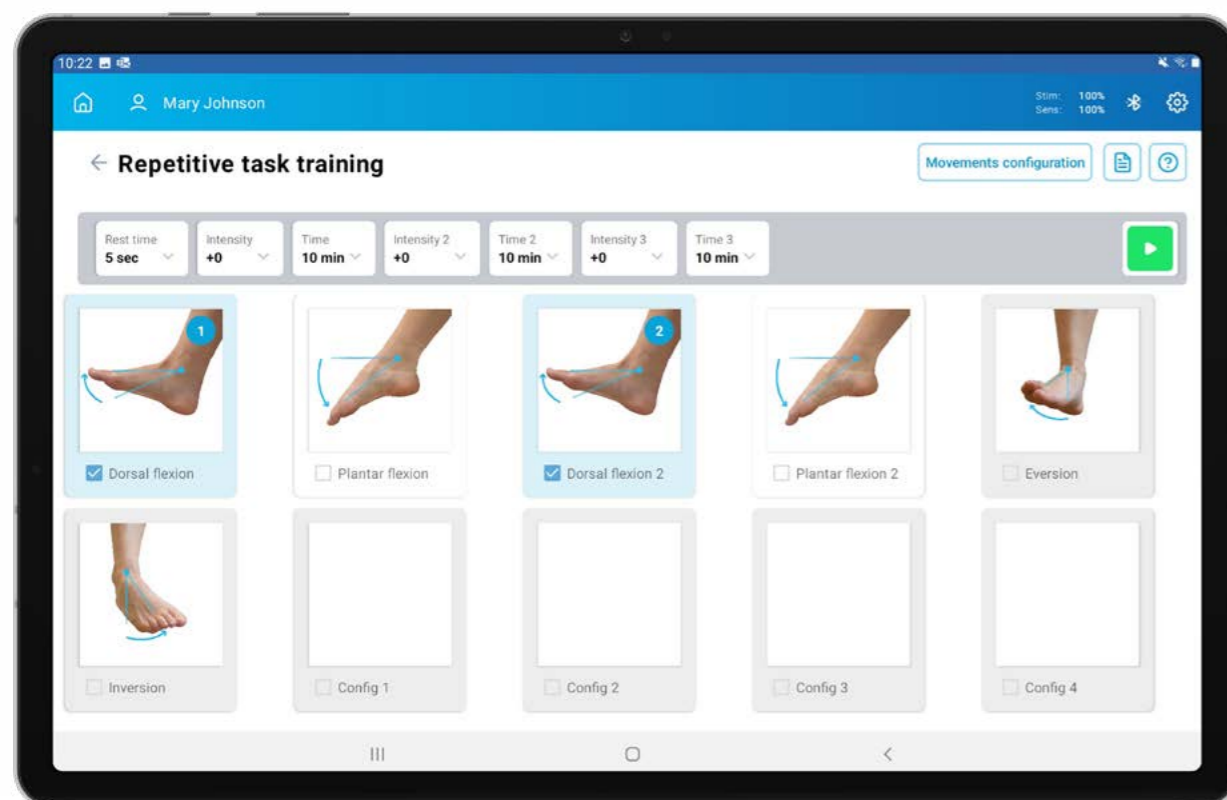 10:22
Mary Johnson
Stim: 100%
Sens: 100%
Repetitive task training
Movements configuration
Rest time
5 sec
Intensity
+0
Time
10 min
Intensity 2
+0
Time 2
10 min
Intensity 3
+0
Time 3
10 min
1
2
Dorsal flexion
Plantar flexion
Dorsal flexion 2
Plantar flexion 2
Eversion
Inversion
Config 1
Config 2
Config 3
Config 4